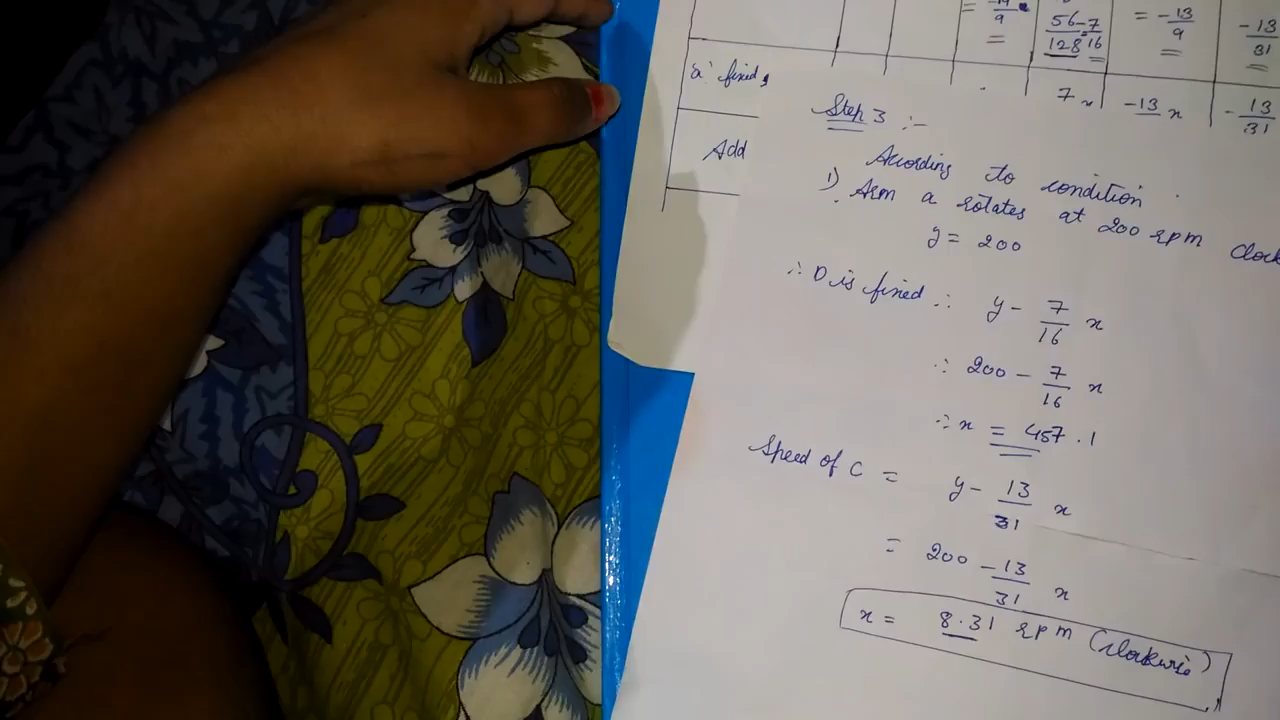 56 7
128 16
= -13
9
-13
31
'a' fixed,
7 x
-13 x
-13
31
Add
Step 3 :-
According to condition.
1) Arm a rotates at 200 rpm clock
y = 200
∴ D is fixed ∴ y - 7/16 x
∴ 200 - 7/16 x
∴ x = 457.1
Speed of C = y - 13/31 x
= 200 - 13/31 x
x = 8.31 rpm (clockwise)